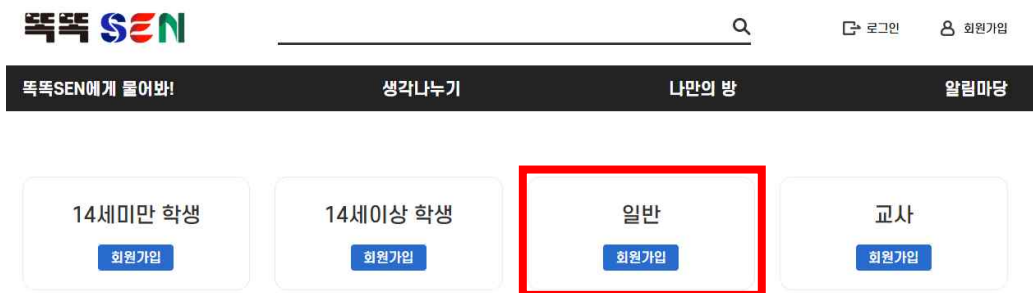 똑똑 SEN
로그인 회원가입
똑똑SEN에게 물어봐! 생각나누기 나만의 방 알림마당
14세미만 학생 14세이상 학생 일반 교사
회원가입 회원가입 회원가입 회원가입